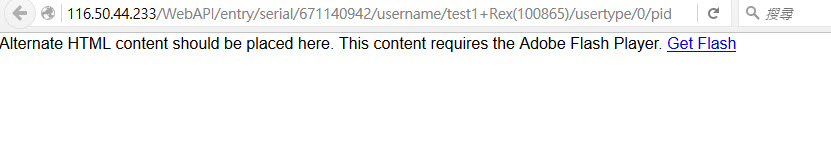 116.50.44.233/WebAPI/entry/serial/671140942/username/test1+Rex(100865)/usertype/0/pid
搜尋
Alternate HTML content should be placed here. This content requires the Adobe Flash Player. Get Flash